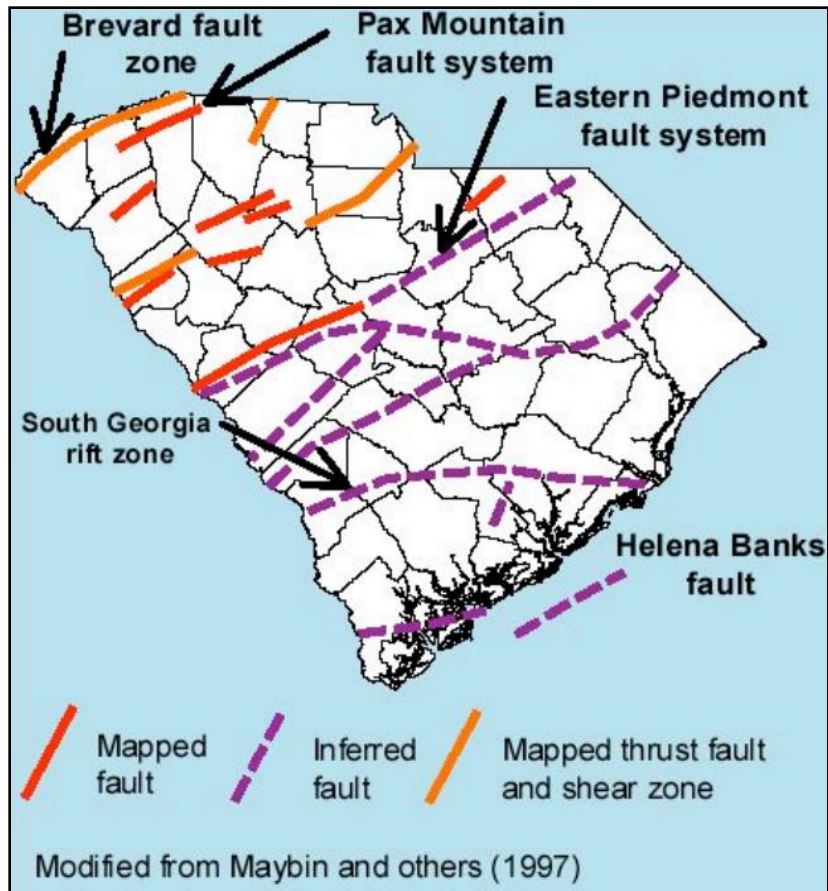 Brevard fault
zone
Pax Mountain
fault system
Eastern Piedmont
fault system
South Georgia
rift zone
Helena Banks
fault
Mapped
fault
Inferred
fault
Mapped thrust fault
and shear zone
Modified from Maybin and others (1997)